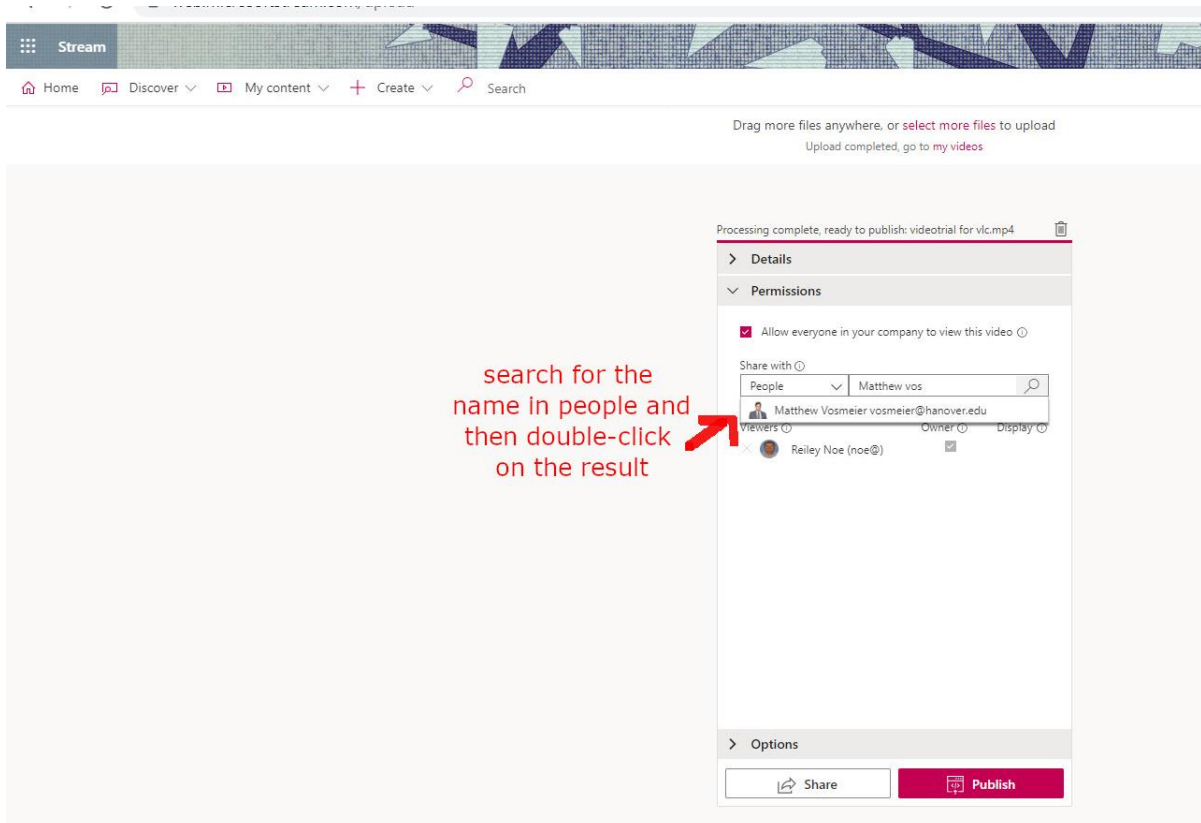 Stream
Home Discover My content Create Search
Drag more files anywhere, or select more files to upload
Upload completed, go to my videos
Processing complete, ready to publish: videotrial for vlc.mp4
Details
Permissions
Allow everyone in your company to view this video
Share with
People Matthew vos
Matthew Vosmeier vosmeier@hanover.edu
Viewers Owner Display
Reiley Noe (noe@)
search for the
name in people and
then double-click
on the result
Options
Share Publish